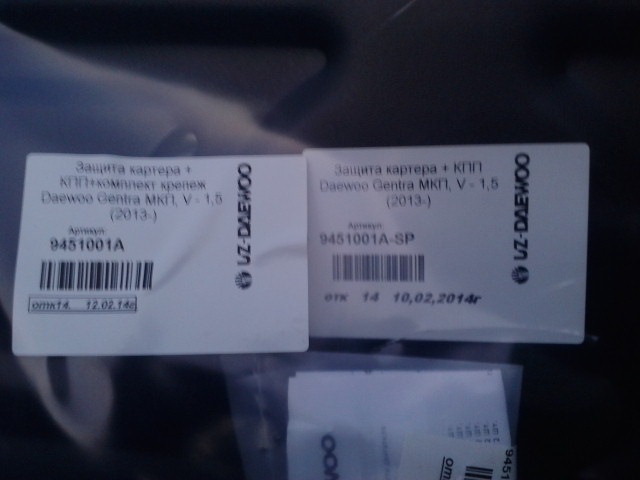 Защита картера +
КПП+комплект крепеж
Daewoo Gentra МКП, V - 1,5
(2013-)
Артикул:
9451001A
отк14. 12.02.14г.
UZ-DAEWOO
Защита картера + КПП
Daewoo Gentra МКП, V - 1,5
(2013-)
Артикул:
9451001A-SP
отк 14 10,02,2014г
UZ-DAEWOO